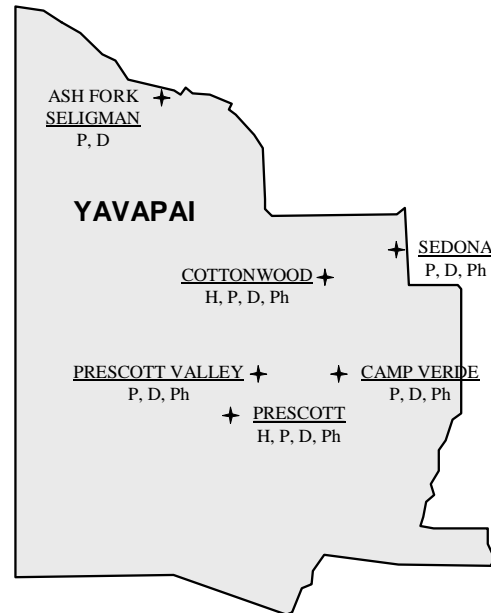 ASH FORK
SELIGMAN
P, D
YAVAPAI
SEDONA
P, D, Ph
COTTONWOOD
H, P, D, Ph
PRESCOTT VALLEY
P, D, Ph
CAMP VERDE
P, D, Ph
PRESCOTT
H, P, D, Ph